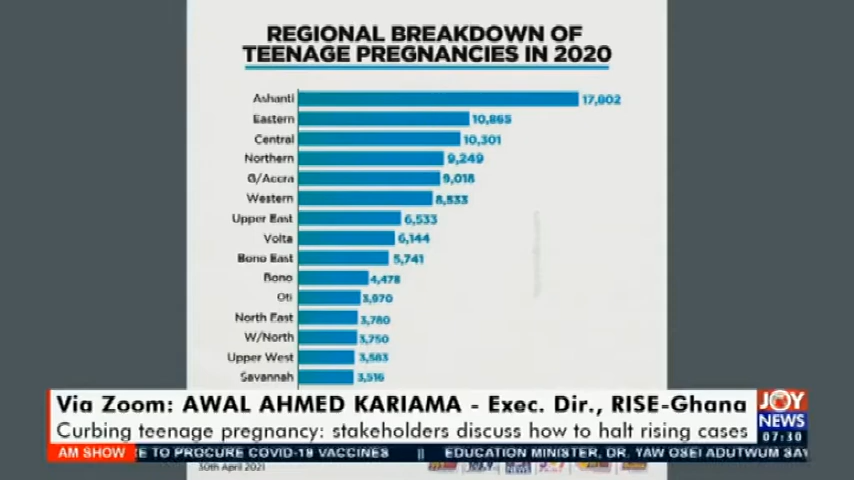 REGIONAL BREAKDOWN OF
TEENAGE PREGNANCIES IN 2020
Ashanti 17,802
Eastern 10,865
Central 10,301
Northern 9,249
G/Accra 9,018
Western 8,533
Upper East 6,533
Volta 6,144
Bono East 5,741
Bono 4,478
Oti 3,970
North East 3,780
W/North 3,750
Upper West 3,583
Savannah 3,516
Via Zoom: AWAL AHMED KARIAMA - Exec. Dir., RISE-Ghana
Curbing teenage pregnancy: stakeholders discuss how to halt rising cases
JOY
NEWS
07:30
AM SHOW
TO PROCURE COVID-19 VACCINES || EDUCATION MINISTER, DR. YAW OSEI ADUTWUM
30th April 2021